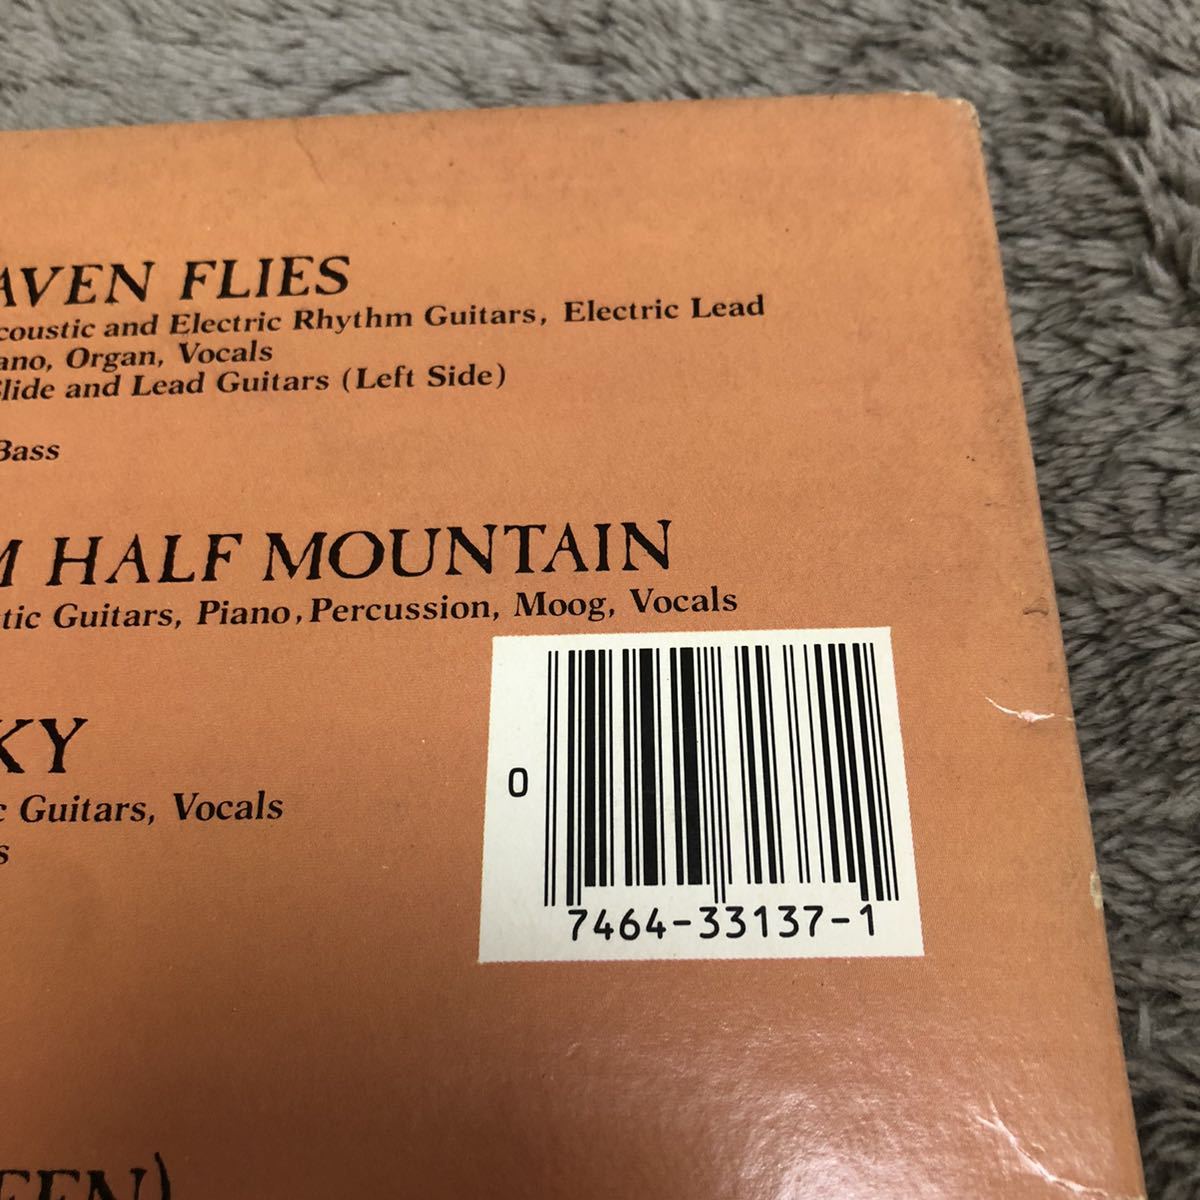 AVEN FLIES
coustic and Electric Rhythm Guitars, Electric Lead
ano, Organ, Vocals
Slide and Lead Guitars (Left Side)
Bass
M HALF MOUNTAIN
tic Guitars, Piano, Percussion, Moog, Vocals
KY
c Guitars, Vocals
s
0
7464-33137-1
EEN)